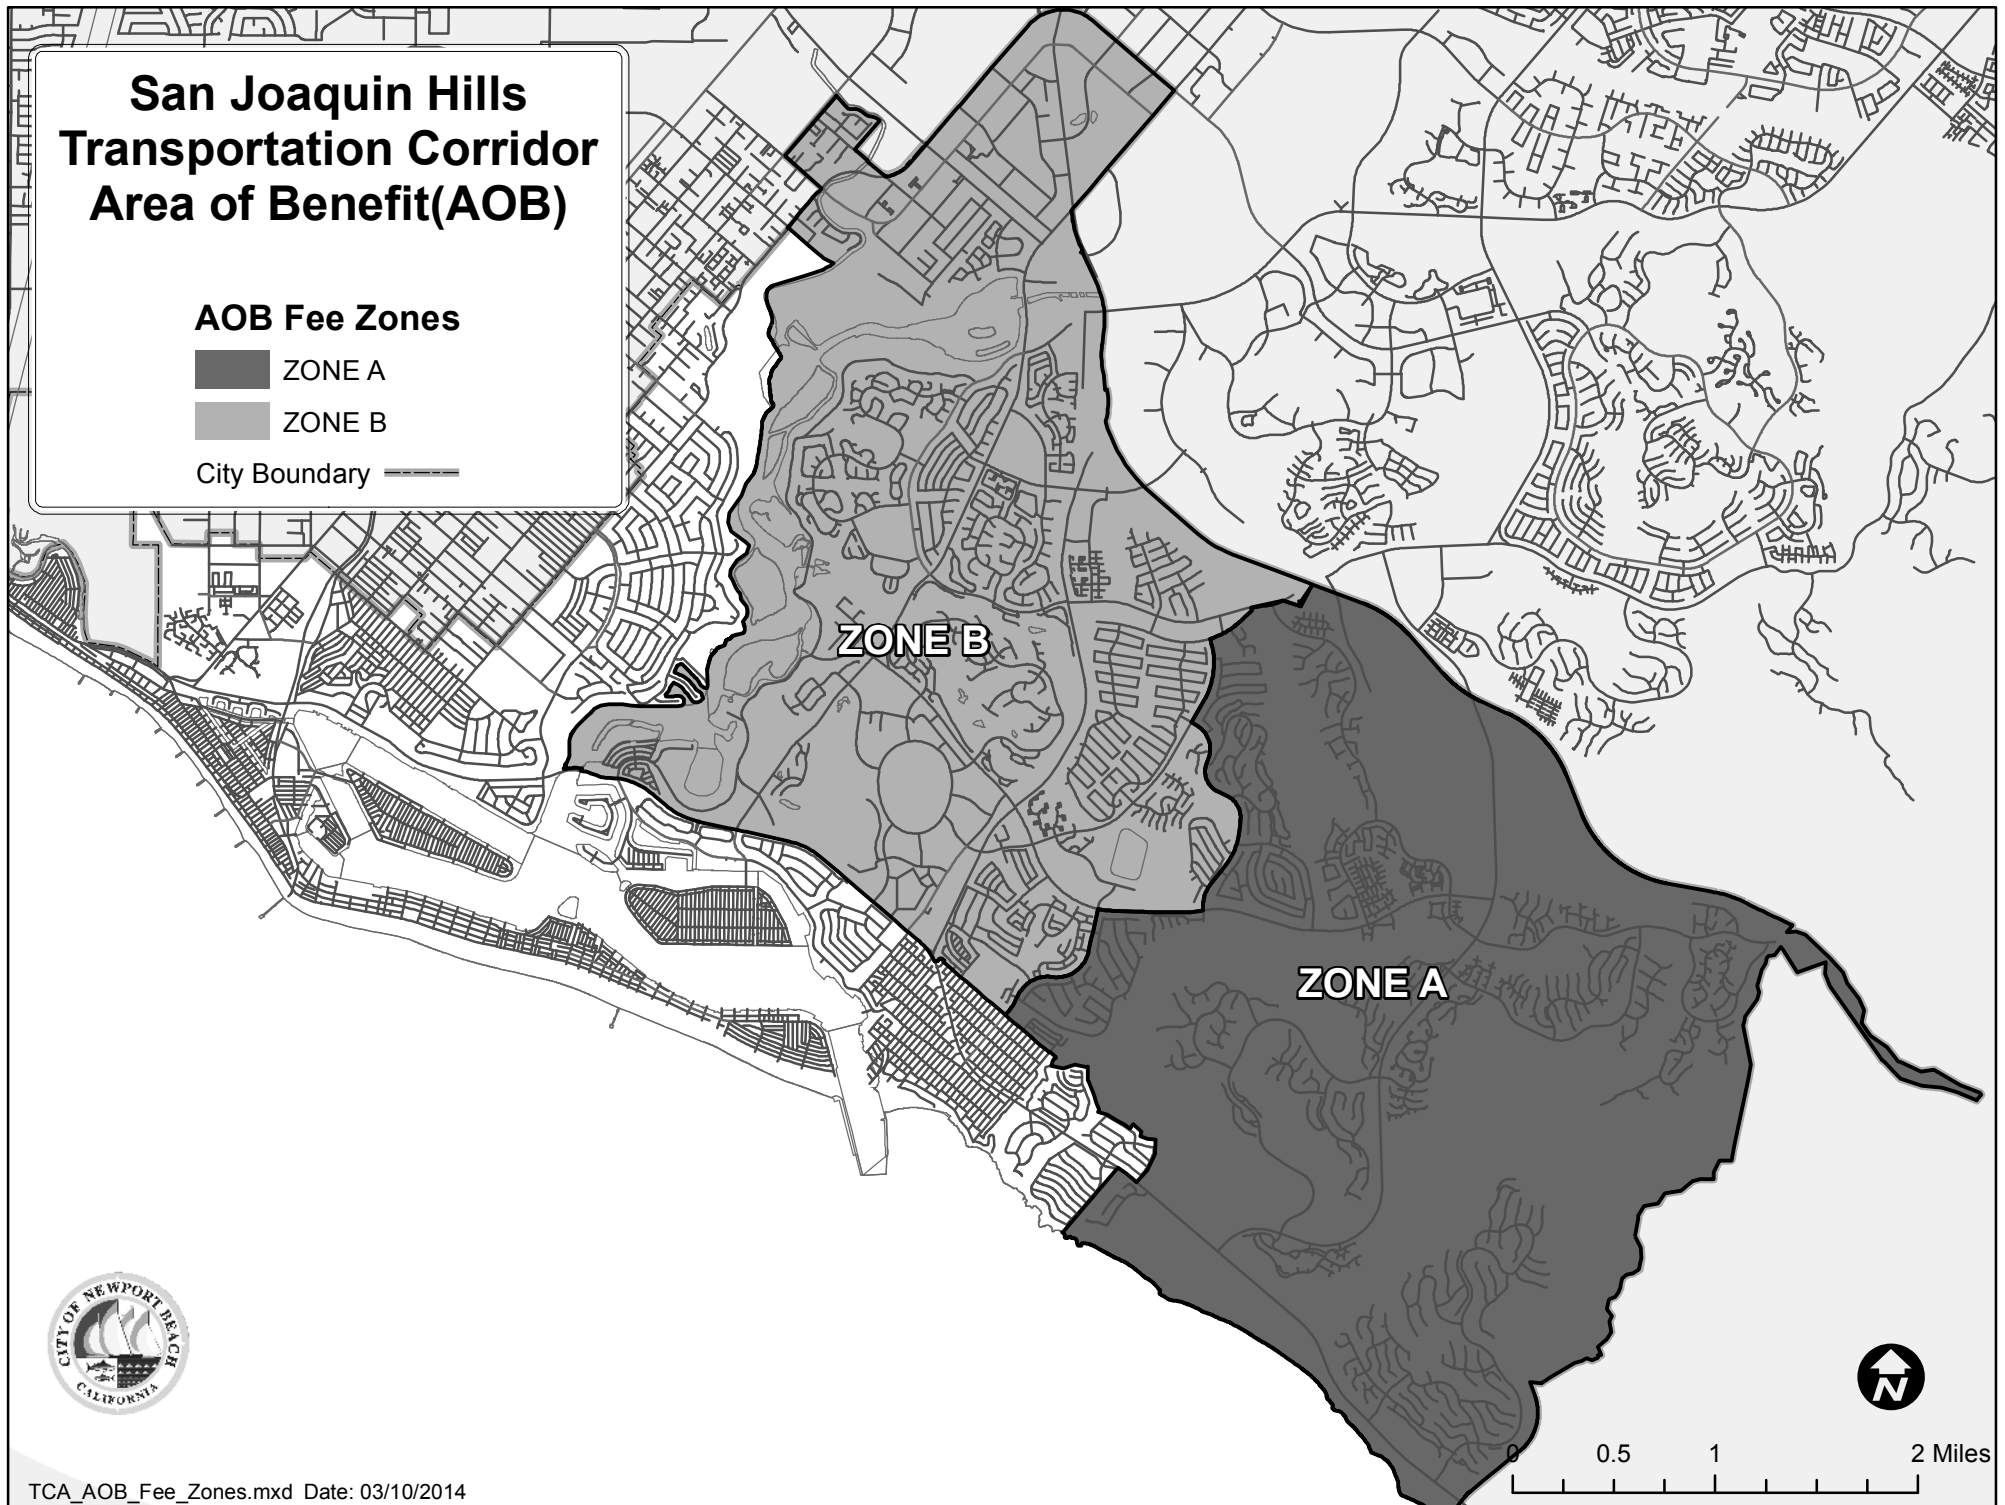 San Joaquin Hills
Transportation Corridor
Area of Benefit(AOB)
AOB Fee Zones
ZONE A
ZONE B
City Boundary
ZONE B
ZONE A
CITY OF NEWPORT BEACH
CALIFORNIA
N
0 0.5 1 2 Miles
TCA_AOB_Fee_Zones.mxd Date: 03/10/2014